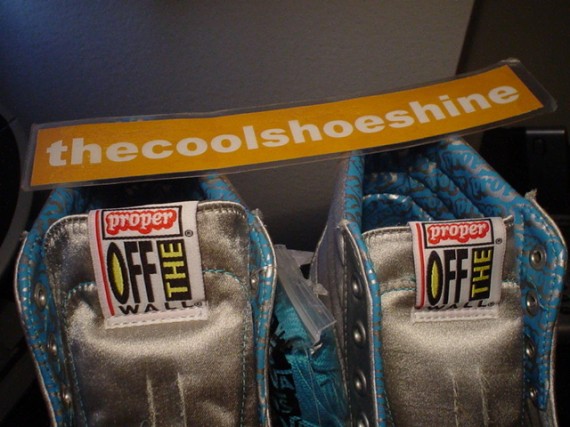 thecoolshoeshine
proper
OFF THE
WALL
proper
OFF THE
WALL